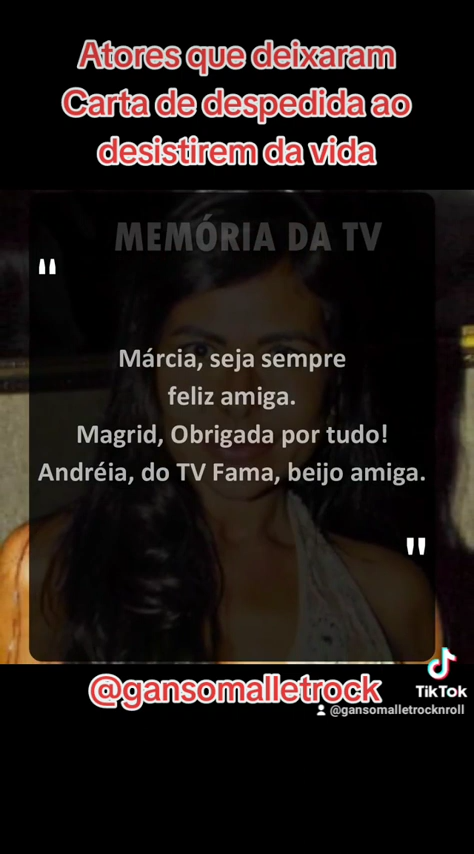 Atores que deixaram
Carta de despedida ao
desistirem da vida
MEMÓRIA DA TV
"
Márcia, seja sempre
feliz amiga.
Magrid, Obrigada por tudo!
Andréia, do TV Fama, beijo amiga.
"
@gansomalletrock
TikTok
@gansomalletrocknroll